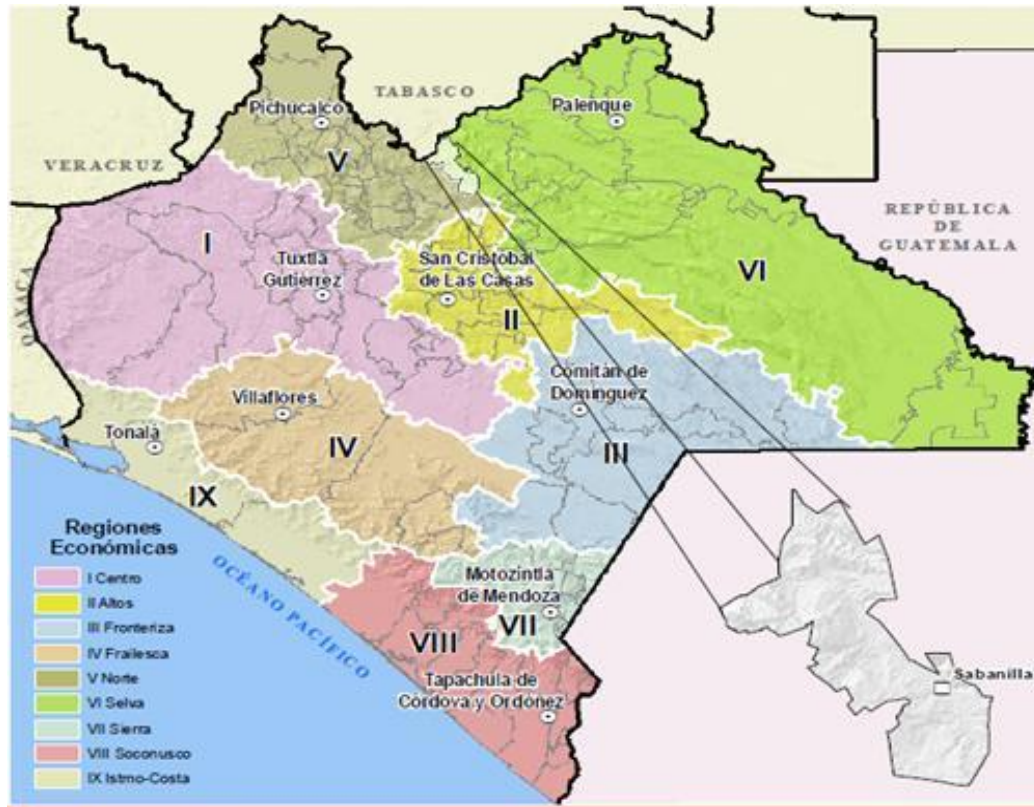 TABASCO
Palenque
Pichucalco
V
VERACRUZ
REPÚBLICA
DE
GUATEMALA
I
Tuxtla
Gutiérrez
San Cristóbal
de Las Casas
VI
OAXACA
II
Comitán de
Domínguez
Villaflores
Tonalá
IV
III
IX
Regiones
Económicas
I Centro
II Altos
III Fronteriza
IV Frailesca
V Norte
VI Selva
VII Sierra
VIII Soconusco
IX Istmo-Costa
OCÉANO PACÍFICO
Motozintla
de Mendoza
VIII
VII
Tapachula de
Córdova y Ordóñez
Sabanilla